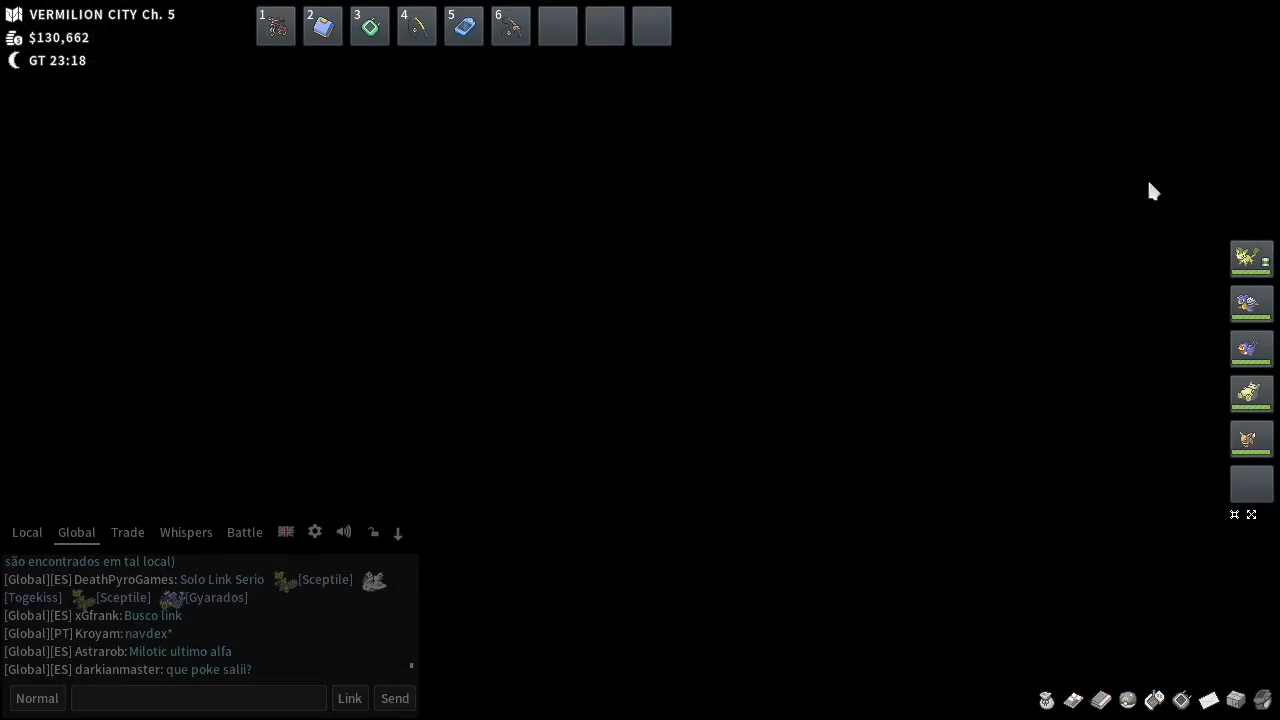 VERMILION CITY Ch. 5
$130,662
GT 23:18
1 2 3 4 5 6
Local Global Trade Whispers Battle
são encontrados em tal local)
[Global][ES] DeathPyroGames: Solo Link Serio [Sceptile]
[Togekiss] [Sceptile] [Gyarados]
[Global][ES] xGfrank: Busco link
[Global][PT] Kroyam: navdex*
[Global][ES] Astrarob: Milotic ultimo alfa
[Global][ES] darkianmaster: que poke salii?
Normal Link Send